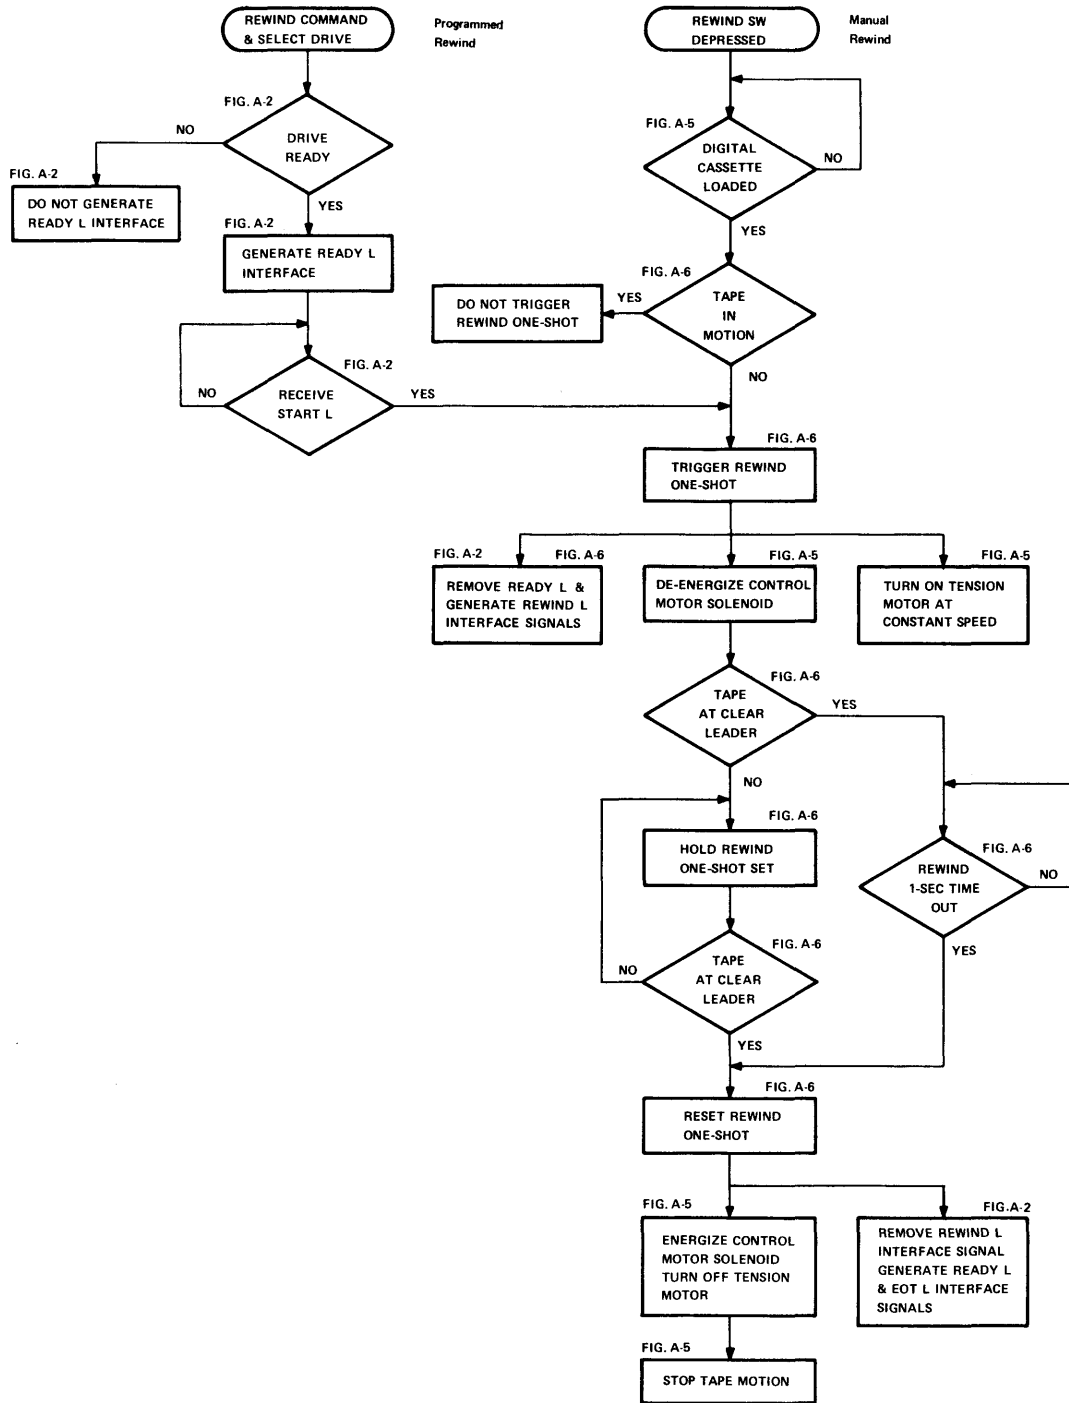 REWIND COMMAND
& SELECT DRIVE
Programmed
Rewind
REWIND SW
DEPRESSED
Manual
Rewind
FIG. A-2
DRIVE
READY
NO
YES
FIG. A-2
DO NOT GENERATE
READY L INTERFACE
FIG. A-2
GENERATE READY L
INTERFACE
FIG. A-2
RECEIVE
START L
NO
YES
FIG. A-5
DIGITAL
CASSETTE
LOADED
NO
YES
FIG. A-6
TAPE
IN
MOTION
YES
NO
DO NOT TRIGGER
REWIND ONE-SHOT
FIG. A-6
TRIGGER REWIND
ONE-SHOT
FIG. A-2
FIG. A-6
REMOVE READY L &
GENERATE REWIND L
INTERFACE SIGNALS
FIG. A-5
DE-ENERGIZE CONTROL
MOTOR SOLENOID
FIG. A-5
TURN ON TENSION
MOTOR AT
CONSTANT SPEED
FIG. A-6
TAPE
AT CLEAR
LEADER
YES
NO
FIG. A-6
HOLD REWIND
ONE-SHOT SET
FIG. A-6
REWIND
1-SEC TIME
OUT
NO
YES
FIG. A-6
TAPE
AT CLEAR
LEADER
NO
YES
FIG. A-6
RESET REWIND
ONE-SHOT
FIG. A-5
ENERGIZE CONTROL
MOTOR SOLENOID
TURN OFF TENSION
MOTOR
FIG.A-2
REMOVE REWIND L
INTERFACE SIGNAL
GENERATE READY L
& EOT L INTERFACE
SIGNALS
FIG. A-5
STOP TAPE MOTION